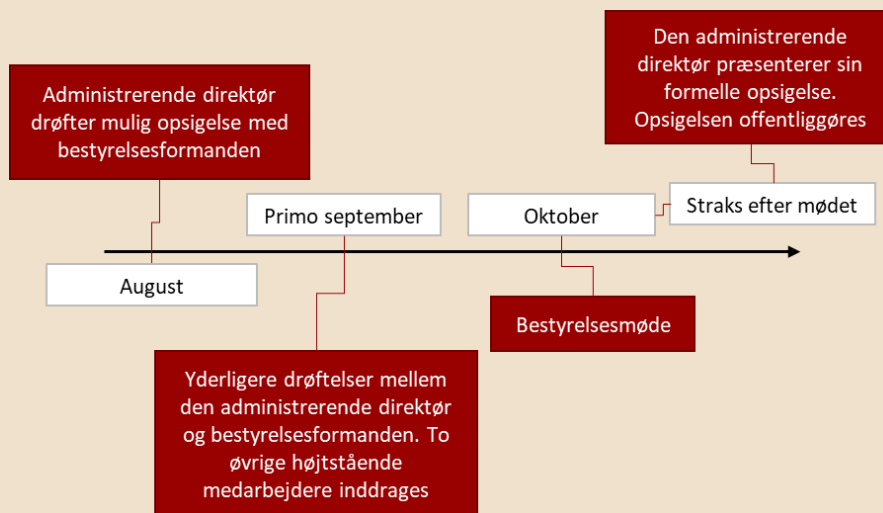 Den administrerende
direktør præsenterer sin
formelle opsigelse.
Opsigelsen offentliggøres
Administrerende direktør
drøfter mulig opsigelse med
bestyrelsesformanden
Primo september
Oktober
Straks efter mødet
August
Bestyrelsesmøde
Yderligere drøftelser mellem
den administrerende direktør
og bestyrelsesformanden. To
øvrige højtstående
medarbejdere inddrages